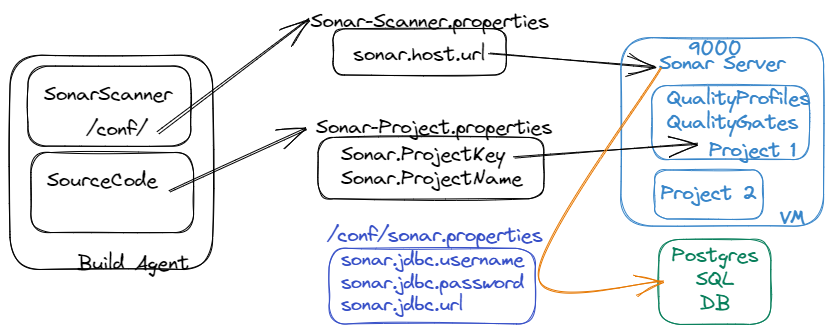 SonarScanner
/conf/
SourceCode
Build Agent
Sonar-Scanner.properties
sonar.host.url
Sonar-Project.properties
Sonar.ProjectKey
Sonar.ProjectName
/conf/sonar.properties
sonar.jdbc.username
sonar.jdbc.password
sonar.jdbc.url
9000
Sonar Server
QualityProfiles
QualityGates
Project 1
Project 2
VM
Postgres
SQL
DB